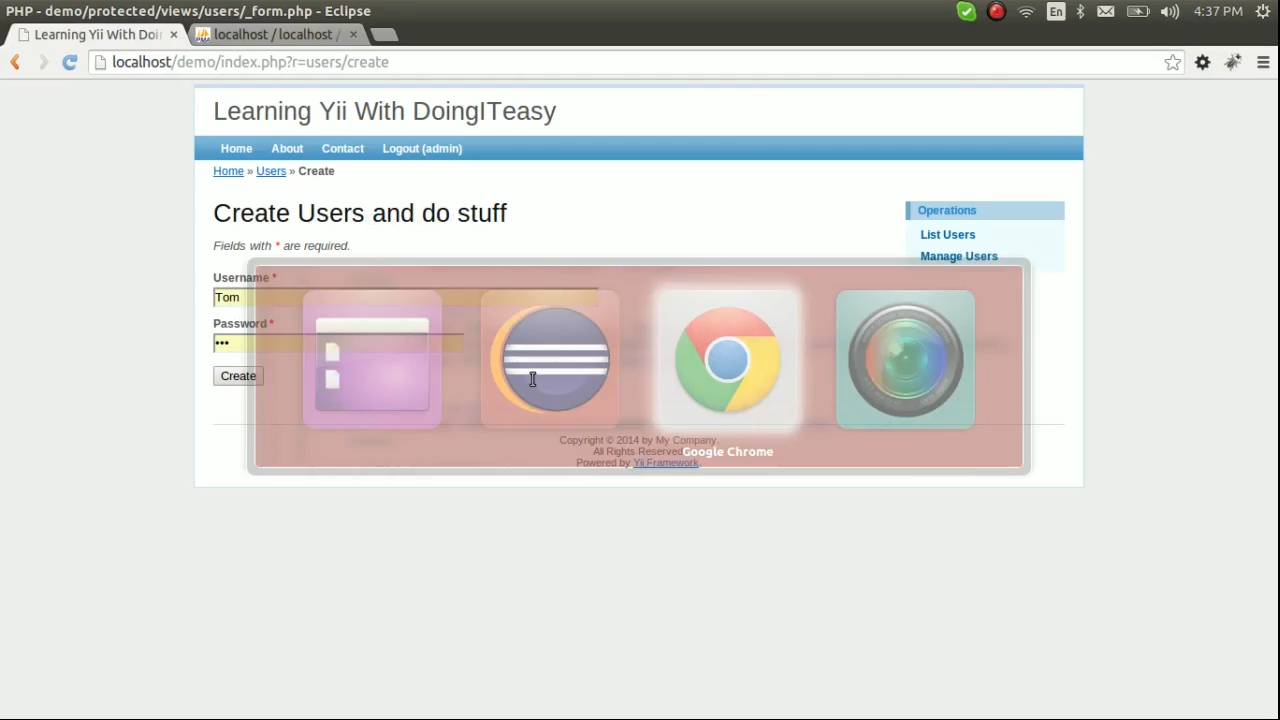 PHP - demo/protected/views/users/_form.php - Eclipse
En
4:37 PM
Learning Yii With DoiI
localhost / localhost /
localhost/demo/index.php?r=users/create
Learning Yii With DoingITeasy
Home About Contact Logout (admin)
Home » Users » Create
Create Users and do stuff
Operations
Fields with * are required.
List Users
Manage Users
Username *
Tom
Password *
•••
Create
Copyright © 2014 by My Company.
All Rights Reserved
Google Chrome
Powered by Yii Framework.